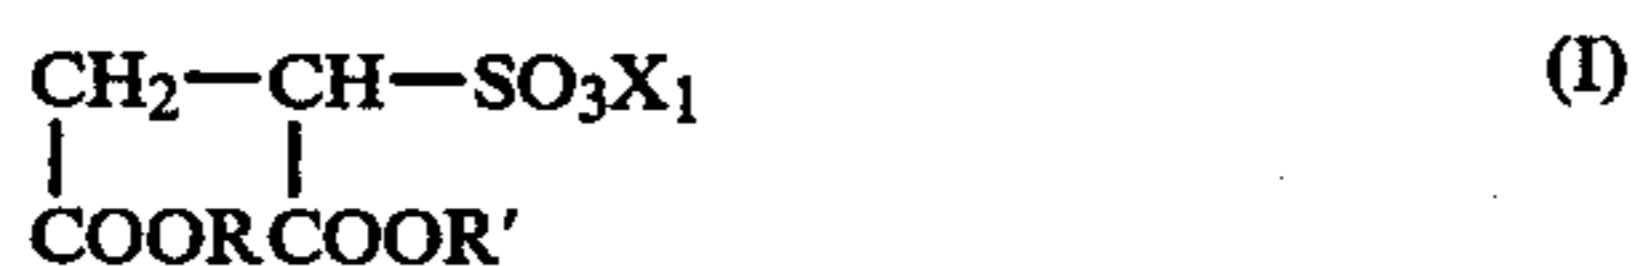 CH₂—CH—SO₃X₁ (I)
COOR COOR'